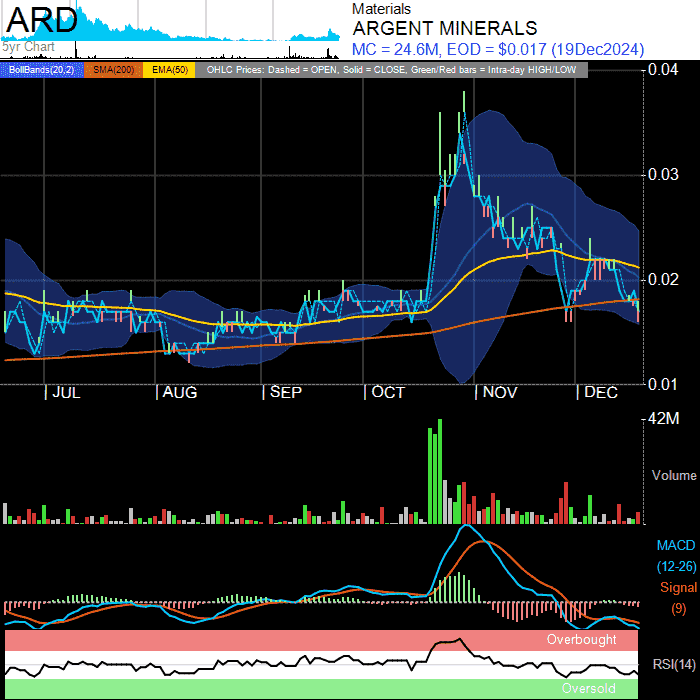 ARD
5yr Chart
Materials
ARGENT MINERALS
MC = 24.6M, EOD = $0.017 (19Dec2024)
BollBands(20,2) SMA(200) EMA(50) OHLC Prices: Dashed = OPEN, Solid = CLOSE, Green/Red bars = Intra-day HIGH/LOW
0.04
0.03
0.02
0.01
| JUL | AUG | SEP | OCT | NOV | DEC
42M
Volume
MACD
(12-26)
Signal
(9)
Overbought
RSI(14)
Oversold